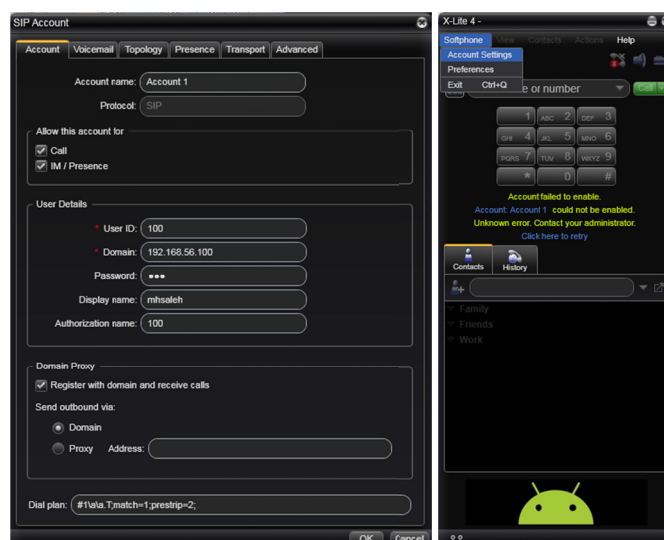 SIP Account
Account Voicemail Topology Presence Transport Advanced
Account name: Account 1
Protocol: SIP
Allow this account for
Call
IM / Presence
User Details
* User ID: 100
* Domain: 192.168.56.100
Password: •••
Display name: mhsaleh
Authorization name: 100
Domain Proxy
Register with domain and receive calls
Send outbound via:
Domain
Proxy Address:
Dial plan: #1\a\a.T;match=1;prestrip=2;
OK Cancel
X-Lite 4 -
Softphone View Contacts Actions Help
Account Settings
Preferences
Exit Ctrl+Q
e or number Call
1 ABC 2 DEF 3
GHI 4 JKL 5 MNO 6
PQRS 7 TUV 8 WXYZ 9
* 0 #
Account failed to enable.
Account: Account 1 could not be enabled.
Unknown error. Contact your administrator.
Click here to retry
Contacts History
Family
Friends
Work